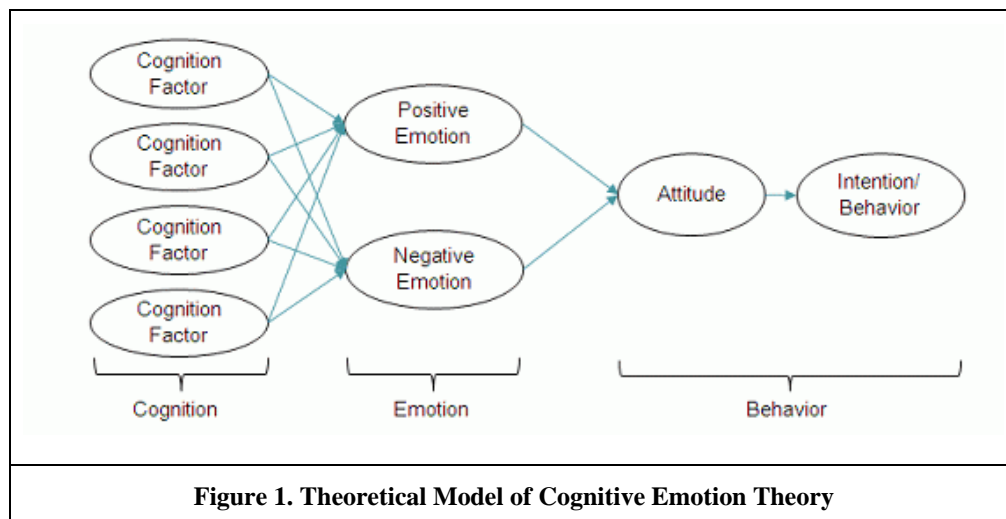 Cognition
Factor
Cognition
Factor
Cognition
Factor
Cognition
Factor
Positive
Emotion
Negative
Emotion
Attitude
Intention/
Behavior
Cognition
Emotion
Behavior
Figure 1. Theoretical Model of Cognitive Emotion Theory